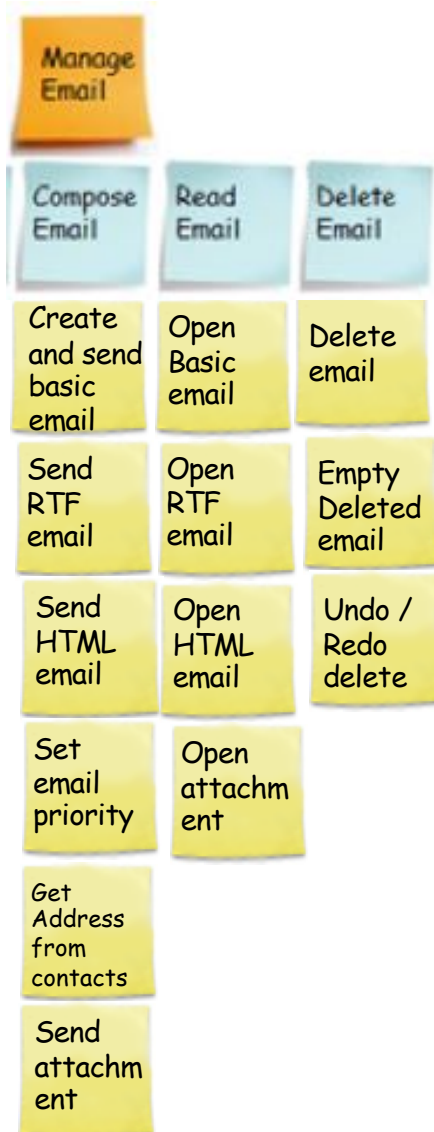 Manage
Email
Compose
Email
Read
Email
Delete
Email
Create
and send
basic
email
Open
Basic
email
Delete
email
Send
RTF
email
Open
RTF
email
Empty
Deleted
email
Send
HTML
email
Open
HTML
email
Undo /
Redo
delete
Set
email
priority
Open
attachm
ent
Get
Address
from
contacts
Send
attachm
ent